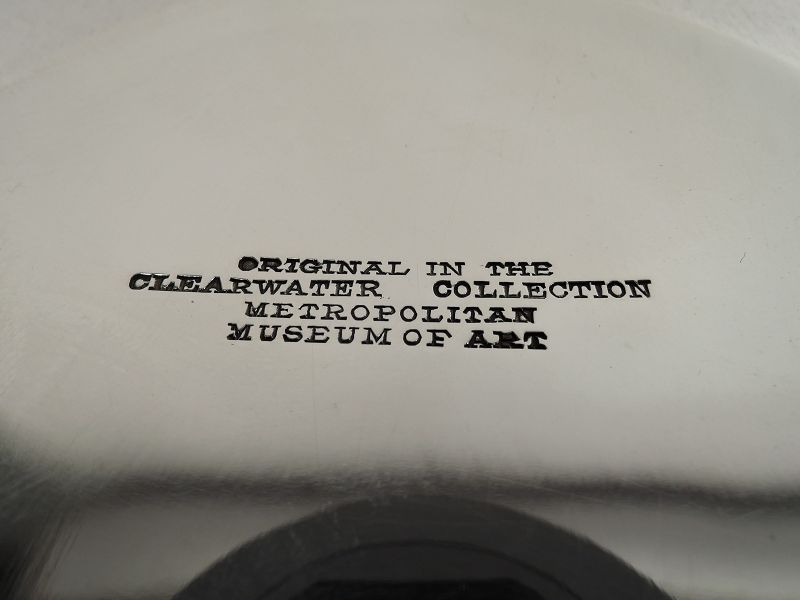 ORIGINAL IN THE
CLEARWATER COLLECTION
METROPOLITAN
MUSEUM OF ART